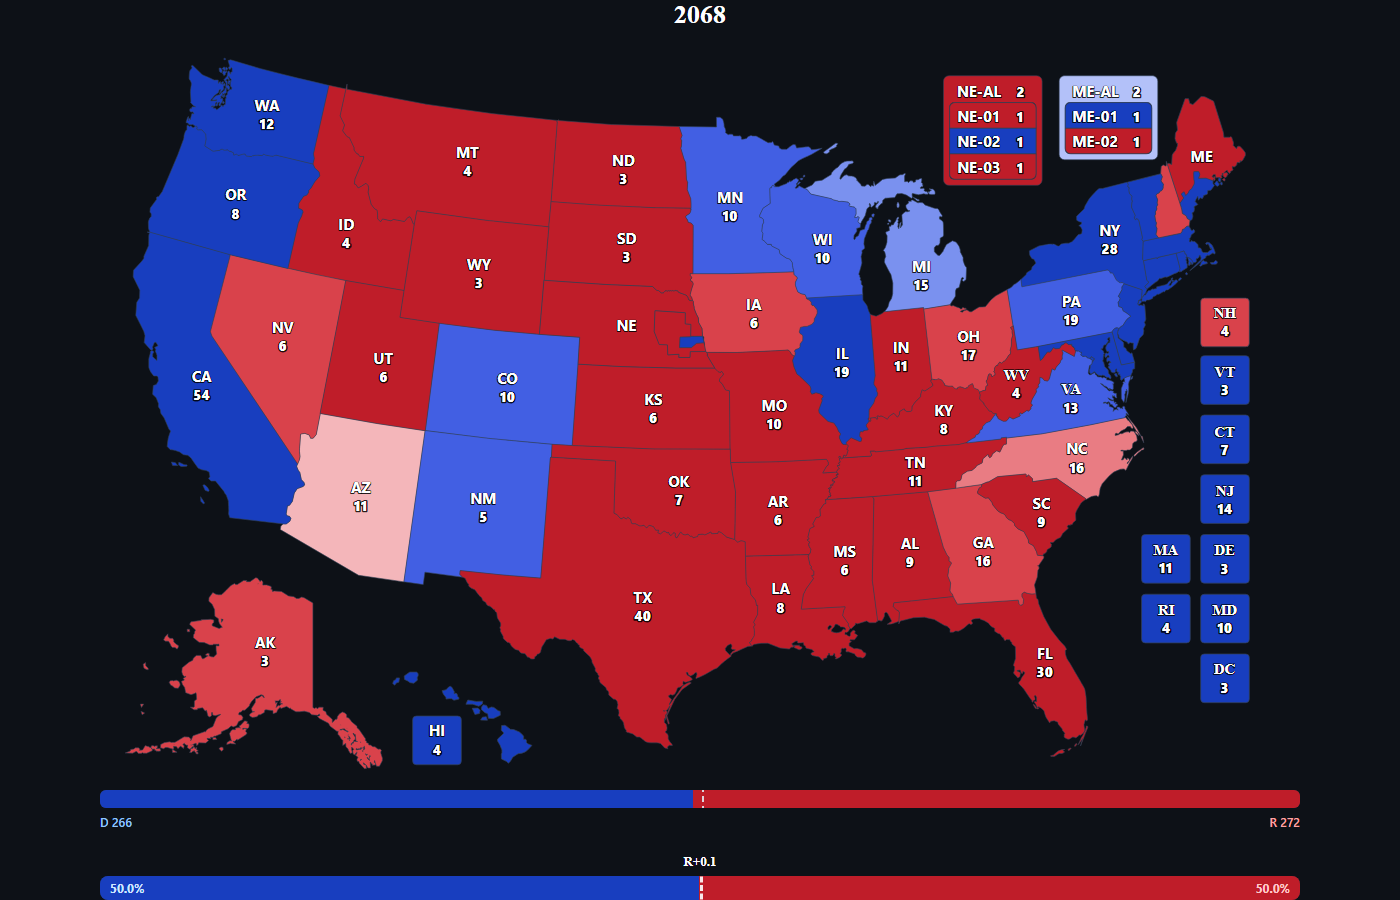 2068
WA
12
OR
8
CA
54
NV
6
ID
4
MT
4
WY
3
UT
6
AZ
11
CO
10
NM
5
ND
3
SD
3
NE
KS
6
OK
7
TX
40
MN
10
IA
6
MO
10
AR
6
LA
8
WI
10
IL
19
MI
15
IN
11
OH
17
KY
8
TN
11
MS
6
AL
9
GA
16
FL
30
SC
9
NC
16
VA
13
WV
4
PA
19
NY
28
ME
AK
3
HI
4
NE-AL 2
NE-01 1
NE-02 1
NE-03 1
ME-AL 2
ME-01 1
ME-02 1
NH
4
VT
3
CT
7
NJ
14
MA
11
DE
3
RI
4
MD
10
DC
3
D 266
R 272
R+0.1
50.0%
50.0%